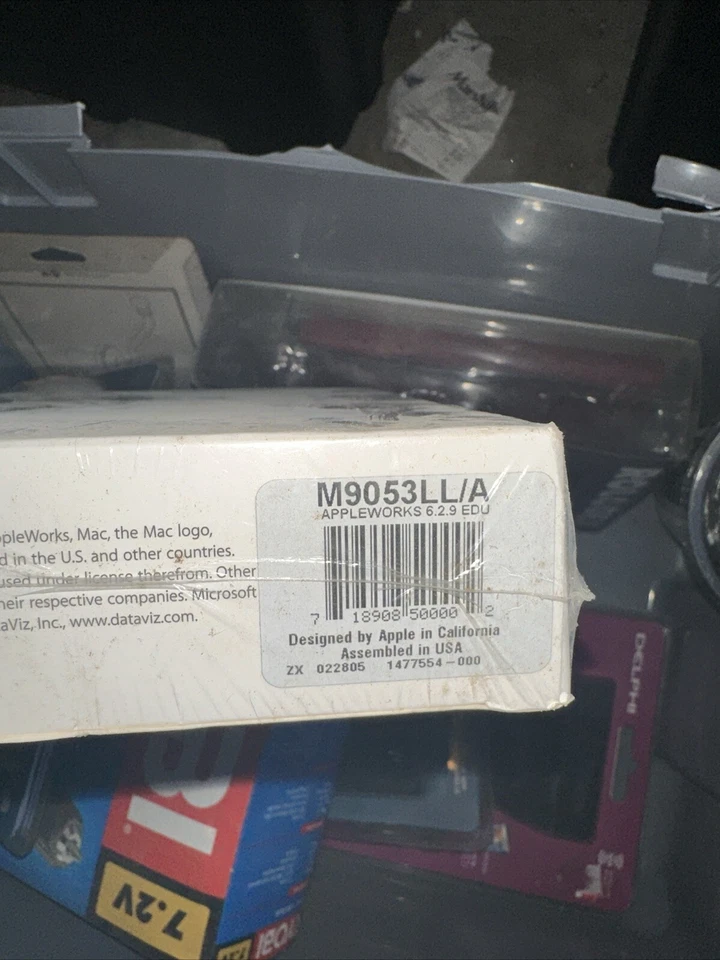 M9053LL/A
APPLEWORKS 6.2.9 EDU
7 18908 50000 2
Designed by Apple in California
Assembled in USA
ZX 022805 1477554-000
ppleWorks, Mac, the Mac logo,
d in the U.S. and other countries.
used under license therefrom. Other
heir respective companies. Microsoft
aViz, Inc., www.dataviz.com.
DELPHI
7.2V